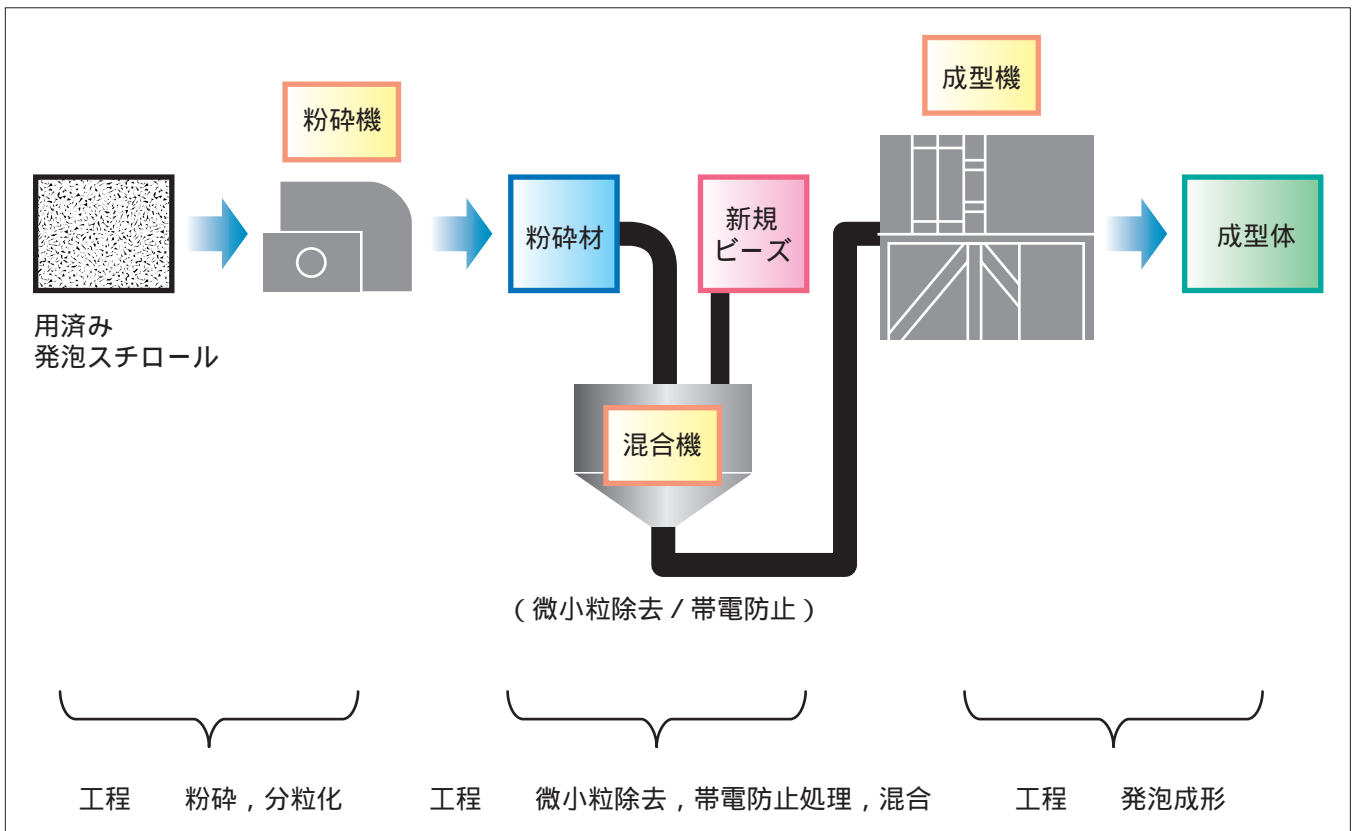 成型機
粉砕機
粉砕材
新規
ビーズ
成型体
用済み
発泡スチロール
混合機
(微小粒除去/帯電防止)
工程 粉砕,分粒化
工程 微小粒除去,帯電防止処理,混合
工程 発泡成形